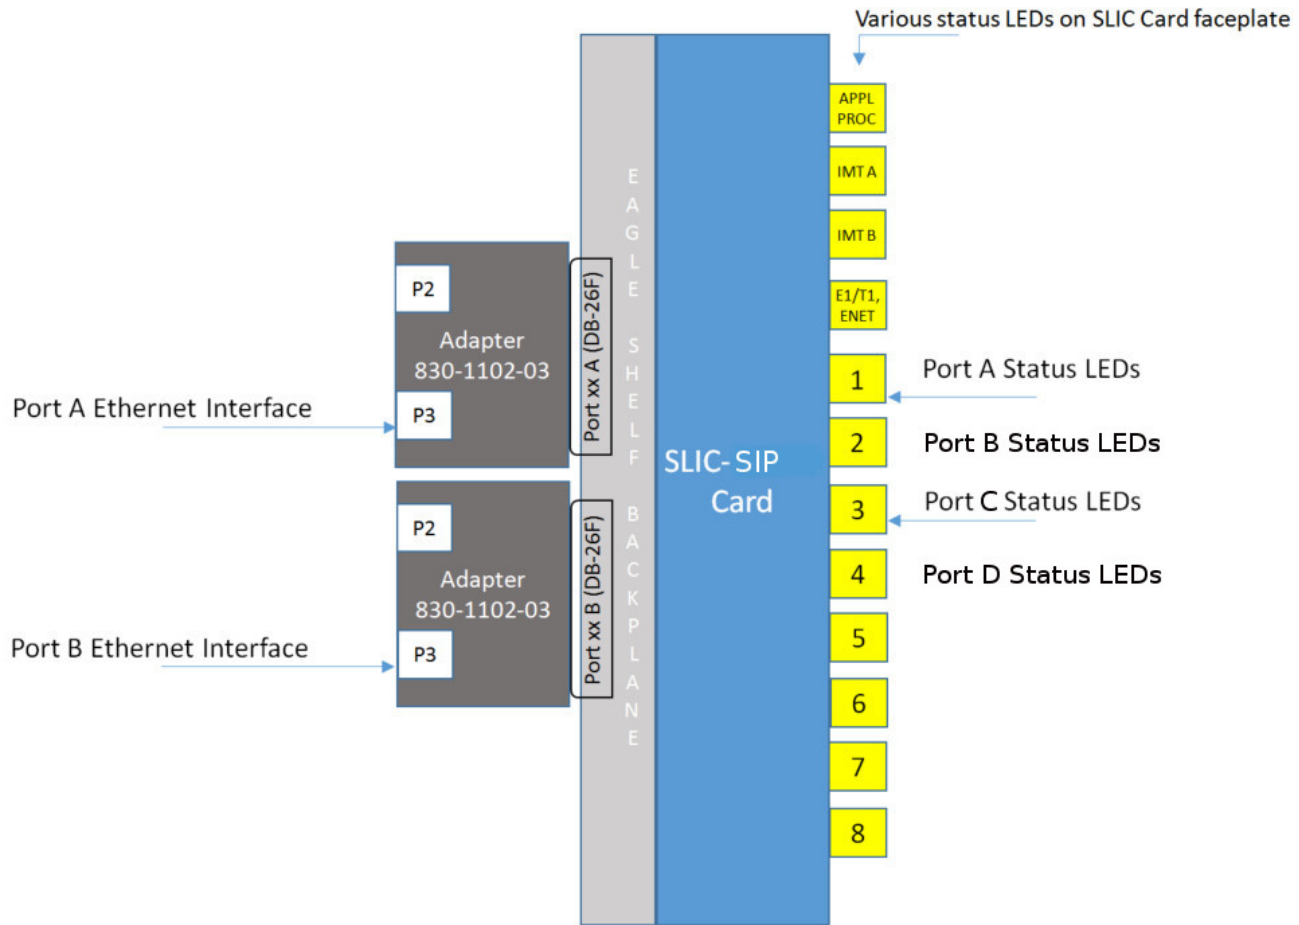 Various status LEDs on SLIC Card faceplate
APPL
PROC
IMT A
IMT B
E1/T1,
ENET
1
2
3
4
5
6
7
8
Port A Status LEDs
Port B Status LEDs
Port C Status LEDs
Port D Status LEDs
SLIC-SIP
Card
EAGLE SHELF BACKPLANE
Port xx A (DB-26F)
Port xx B (DB-26F)
P2
Adapter
830-1102-03
P3
Port A Ethernet Interface
P2
Adapter
830-1102-03
P3
Port B Ethernet Interface